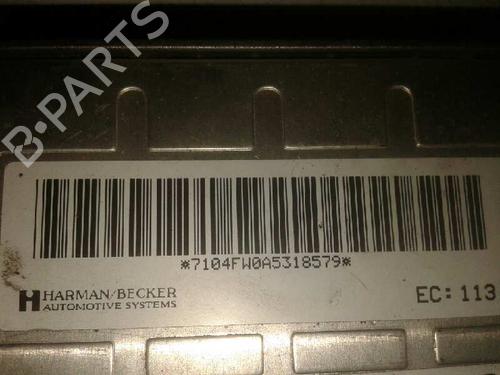 B-PARTS
*7104FW0A5318579*
HARMAN/BECKER
AUTOMOTIVE SYSTEMS
EC: 113